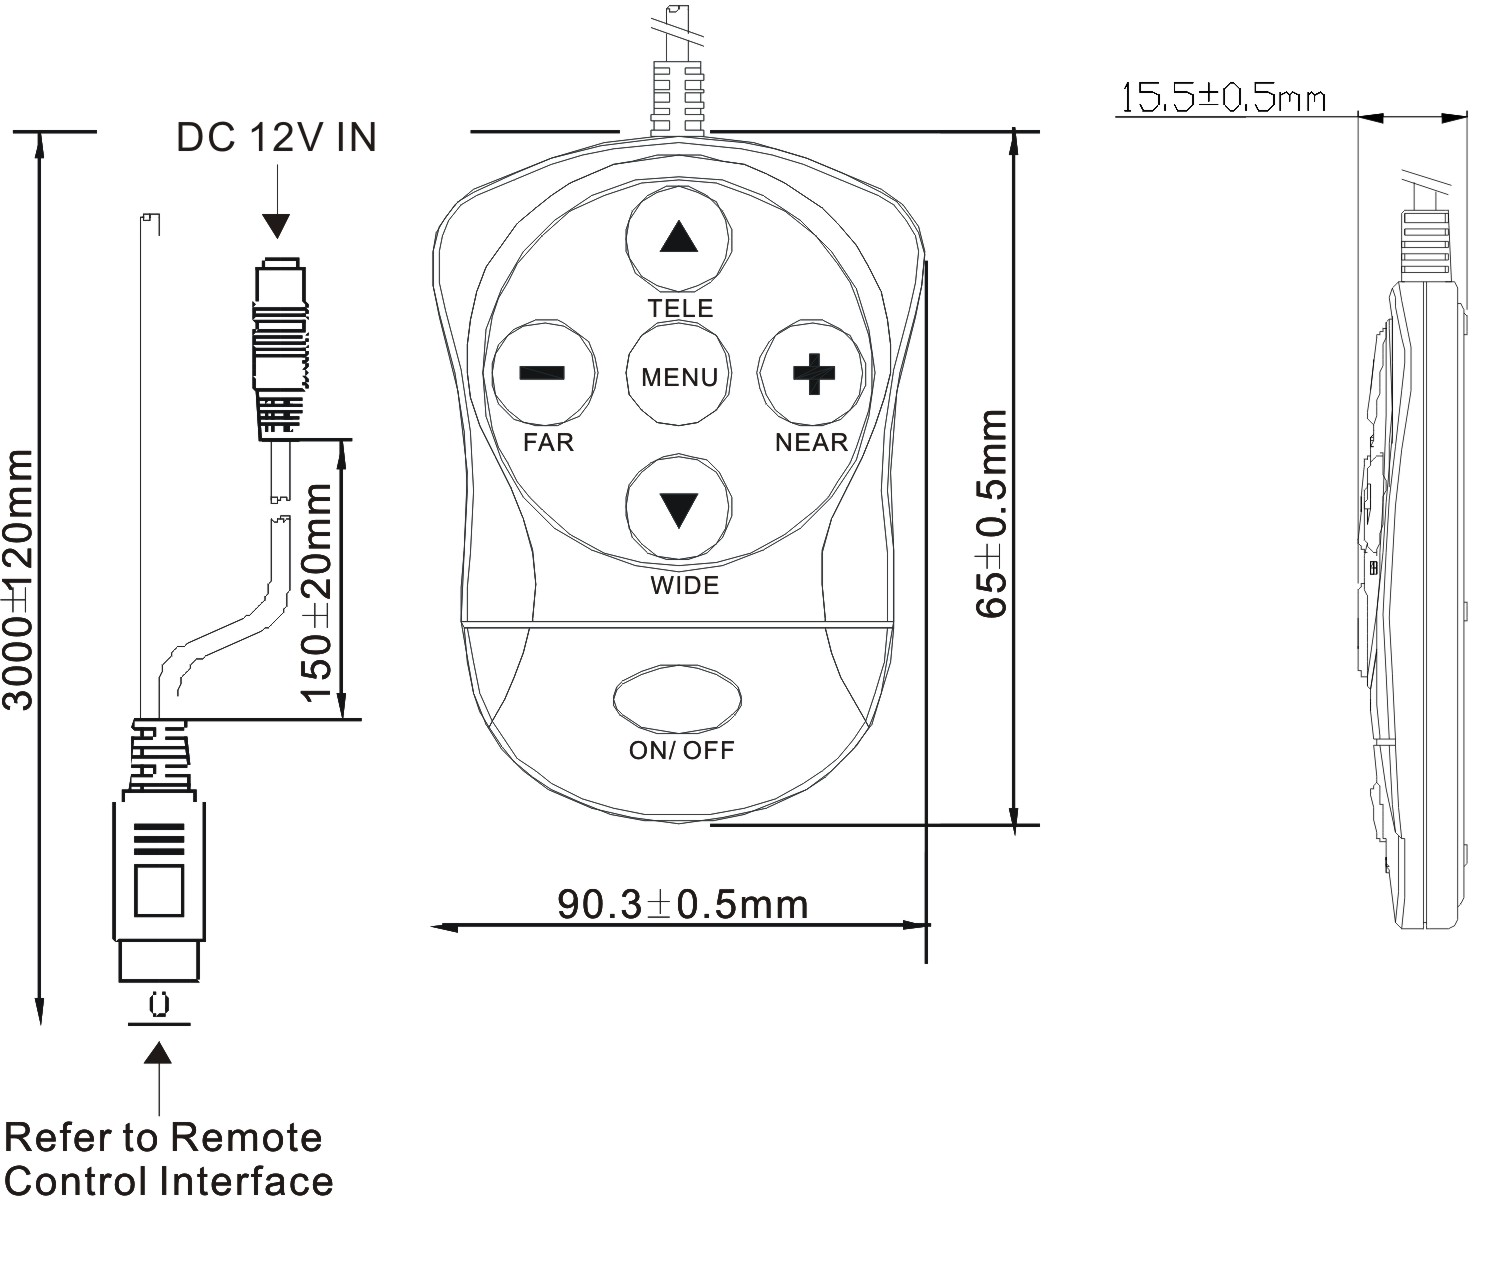 15.5±0.5mm
DC 12V IN
TELE
MENU
FAR
NEAR
WIDE
ON/ OFF
3000±120mm
150±20mm
65±0.5mm
90.3±0.5mm
Refer to Remote
Control Interface